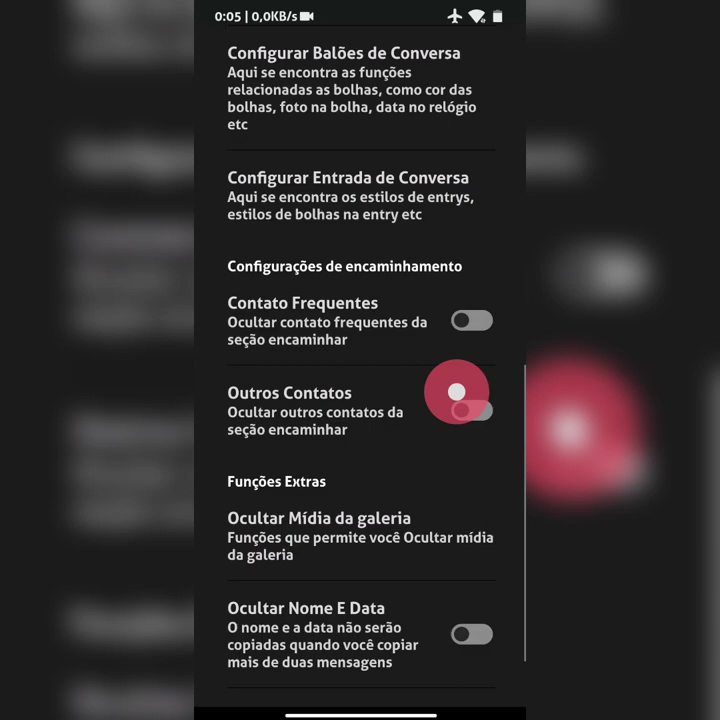 0:05 | 0,0KB/s
Configurar Balões de Conversa
Aqui se encontra as funções
relacionadas as bolhas, como cor das
bolhas, foto na bolha, data no relógio
etc
Configurar Entrada de Conversa
Aqui se encontra os estilos de entrys,
estilos de bolhas na entry etc
Configurações de encaminhamento
Contato Frequentes
Ocultar contato frequentes da
seção encaminhar
Outros Contatos
Ocultar outros contatos da
seção encaminhar
Funções Extras
Ocultar Mídia da galeria
Funções que permite você Ocultar mídia
da galeria
Ocultar Nome E Data
O nome e a data não serão
copiadas quando você copiar
mais de duas mensagens